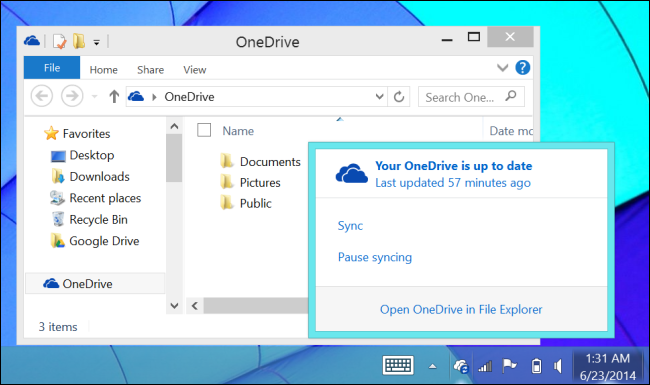 OneDrive
File
Home
Share
View
OneDrive
Search One...
Favorites
Desktop
Downloads
Recent places
Recycle Bin
Google Drive
OneDrive
Name
Date mo
Documents
Pictures
Public
3 items
Your OneDrive is up to date
Last updated 57 minutes ago
Sync
Pause syncing
Open OneDrive in File Explorer
1:31 AM
6/23/2014